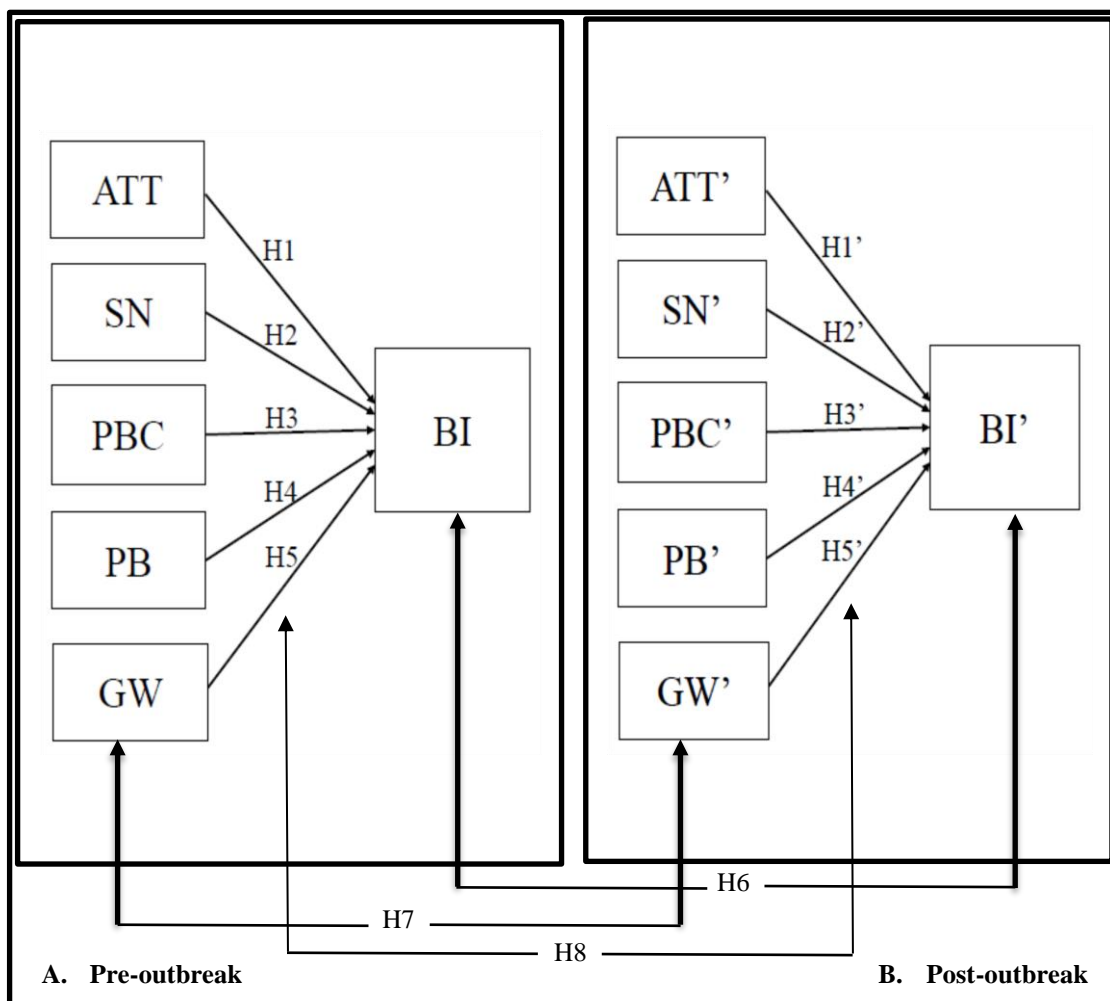 ATT
H1
SN
H2
PBC
H3
BI
H4
PB
H5
GW
ATT’
H1’
SN’
H2’
PBC’
H3’
BI’
H4’
PB’
H5’
GW’
H6
H7
H8
A. Pre-outbreak
B. Post-outbreak